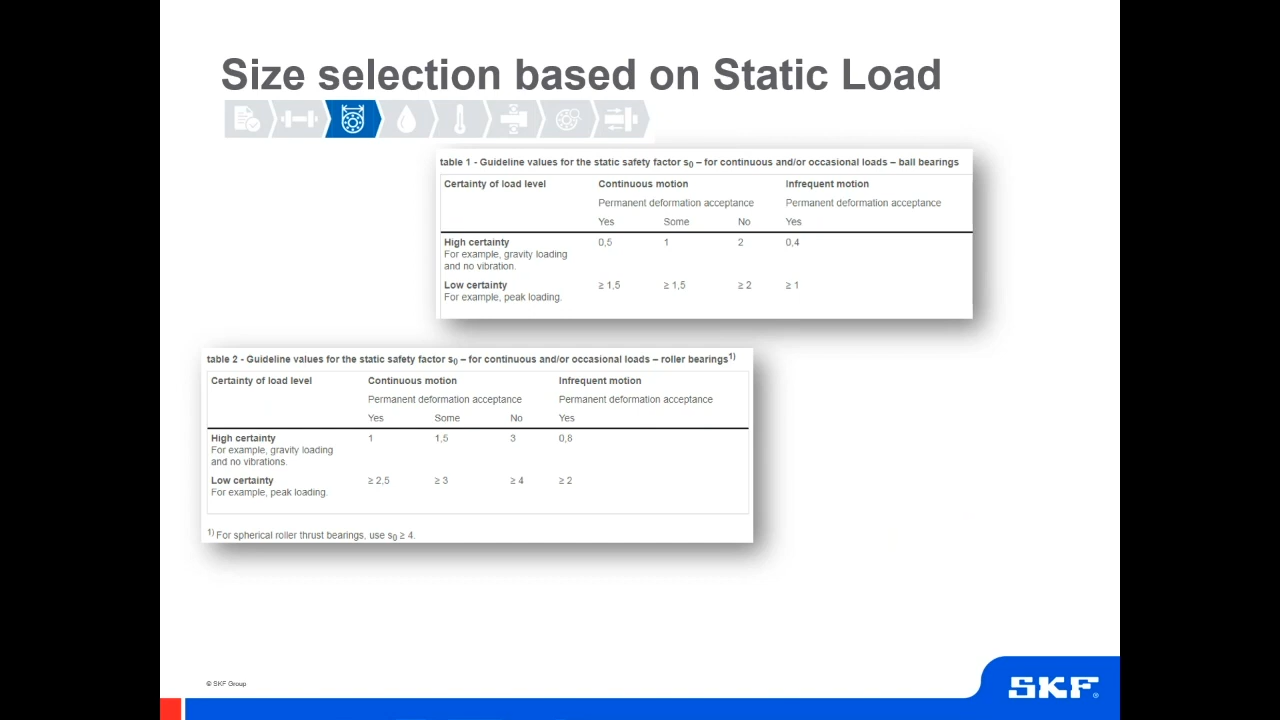 Size selection based on Static Load
table 1 - Guideline values for the static safety factor s0 – for continuous and/or occasional loads – ball bearings
Certainty of load level Continuous motion Infrequent motion
Permanent deformation acceptance Permanent deformation acceptance
Yes Some No Yes
High certainty 0,5 1 2 0,4
For example, gravity loading
and no vibration.
Low certainty ≥ 1,5 ≥ 1,5 ≥ 2 ≥ 1
For example, peak loading.
table 2 - Guideline values for the static safety factor s0 – for continuous and/or occasional loads – roller bearings1)
Certainty of load level Continuous motion Infrequent motion
Permanent deformation acceptance Permanent deformation acceptance
Yes Some No Yes
High certainty 1 1,5 3 0,8
For example, gravity loading
and no vibrations.
Low certainty ≥ 2,5 ≥ 3 ≥ 4 ≥ 2
For example, peak loading.
1) For spherical roller thrust bearings, use s0 ≥ 4.
© SKF Group
SKF®